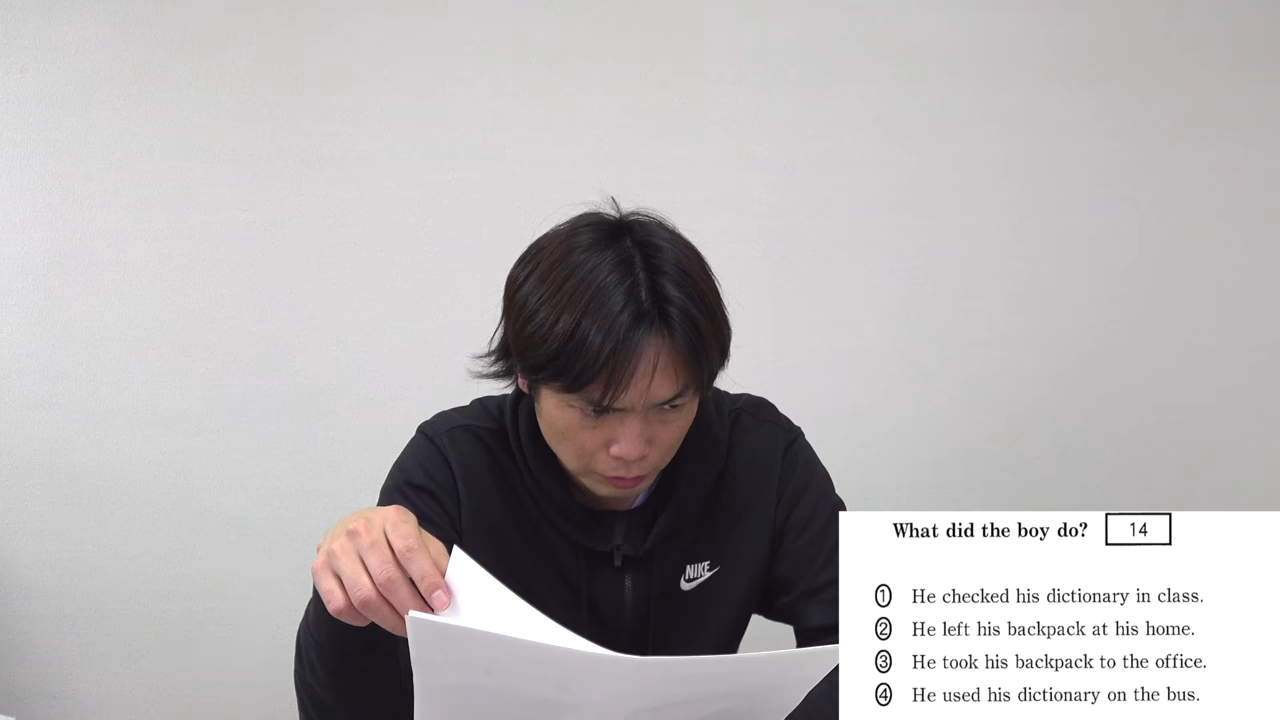 NIKE
What did the boy do? 14
① He checked his dictionary in class.
② He left his backpack at his home.
③ He took his backpack to the office.
④ He used his dictionary on the bus.